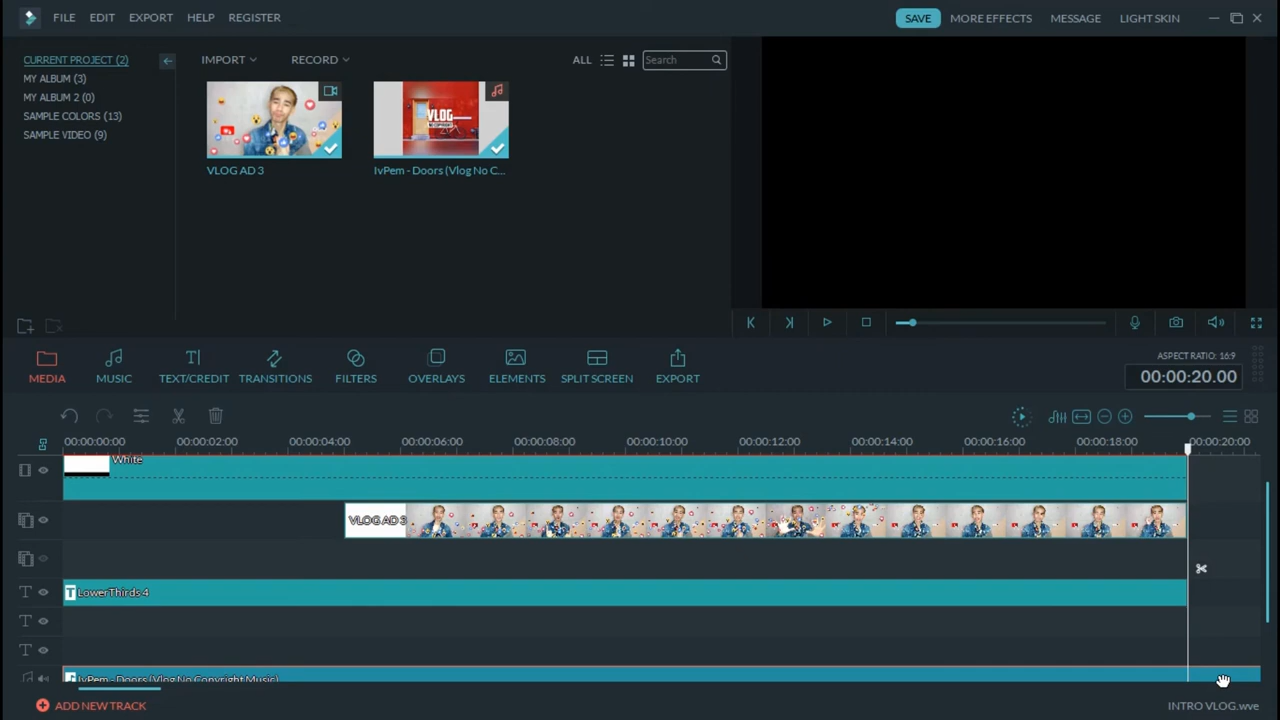 FILE EDIT EXPORT HELP REGISTER SAVE MORE EFFECTS MESSAGE LIGHT SKIN
CURRENT PROJECT (2)
MY ALBUM (3)
MY ALBUM 2 (0)
SAMPLE COLORS (13)
SAMPLE VIDEO (9)
IMPORT RECORD ALL Search
VLOG
VLOG AD 3 IvPem - Doors (Vlog No C...
MEDIA MUSIC TEXT/CREDIT TRANSITIONS FILTERS OVERLAYS ELEMENTS SPLIT SCREEN EXPORT
ASPECT RATIO: 16:9
00:00:20.00
00:00:00:00 00:00:02:00 00:00:04:00 00:00:06:00 00:00:08:00 00:00:10:00 00:00:12:00 00:00:14:00 00:00:16:00 00:00:18:00 00:00:20:00
White
VLOG AD 3
LowerThirds 4
IvPem - Doors (Vlog No Copyright Music)
ADD NEW TRACK INTRO VLOG.wve